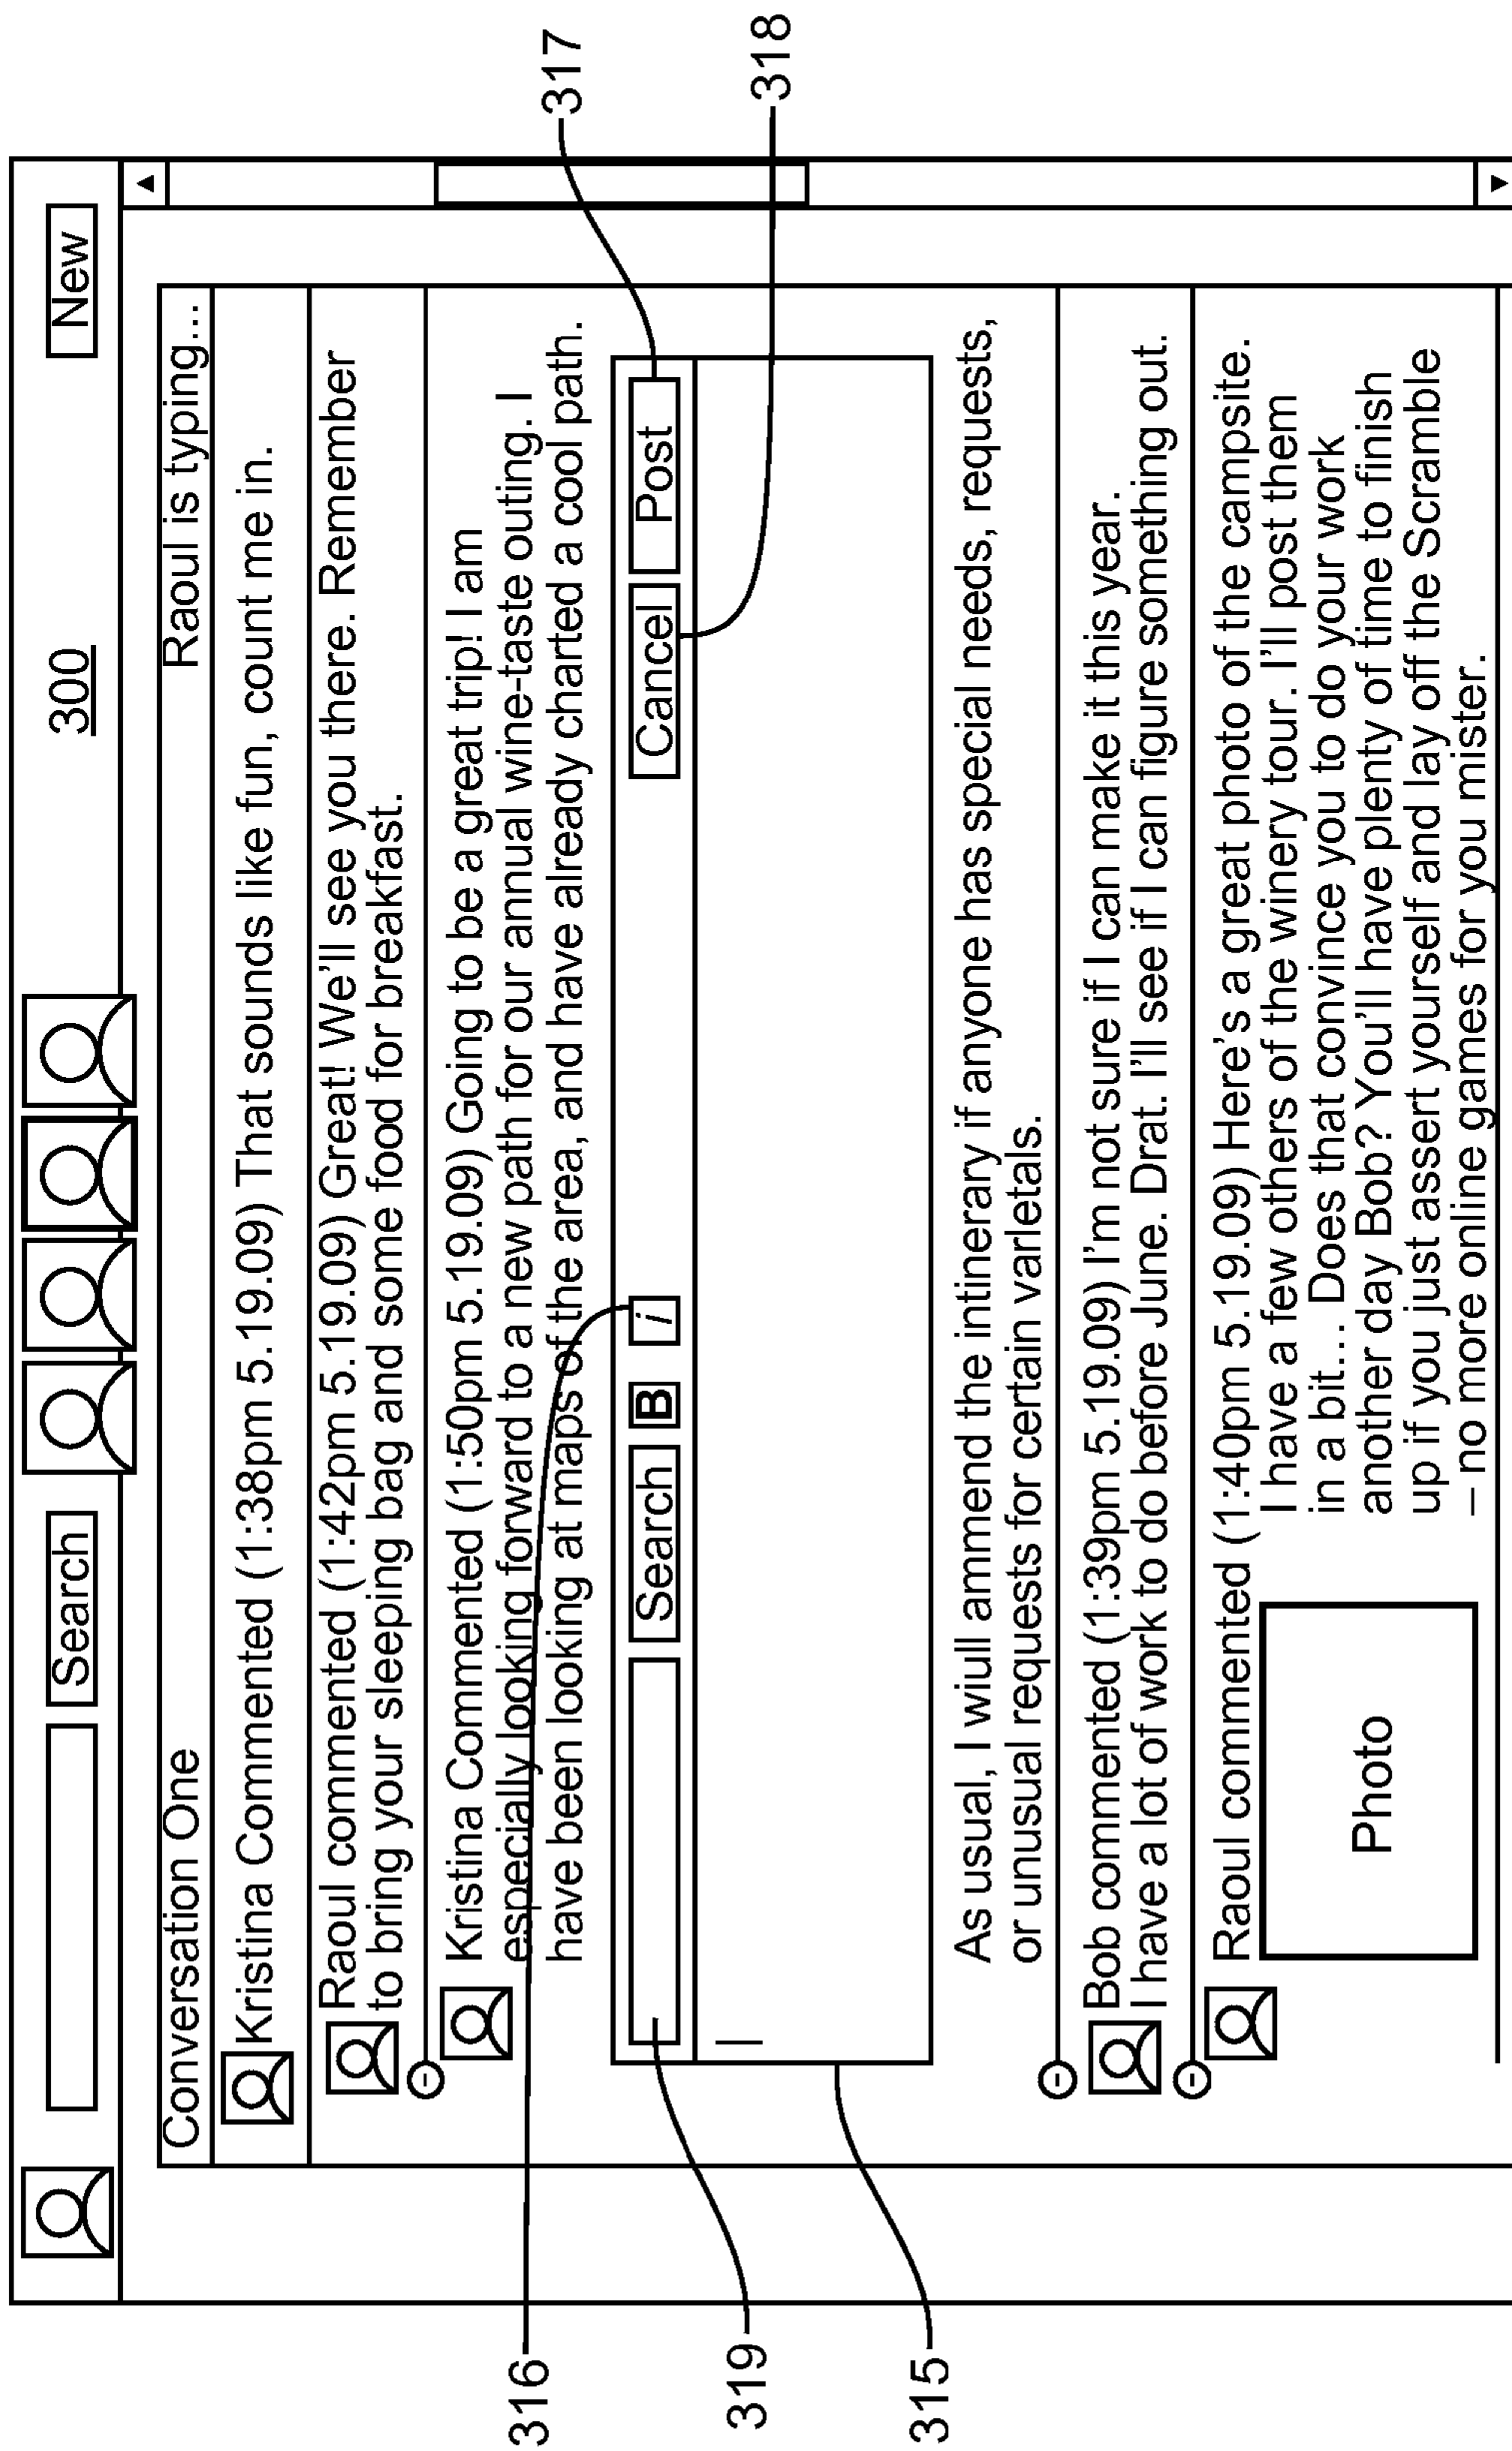 Search
300
New
Conversation One
Raoul is typing...
Kristina Commented (1:38pm 5.19.09) That sounds like fun, count me in.
Raoul commented (1:42pm 5.19.09) Great! We'll see you there. Remember
to bring your sleeping bag and some food for breakfast.
Kristina Commented (1:50pm 5.19.09) Going to be a great trip! I am
especially looking forward to a new path for our annual wine-taste outing. I
have been looking at maps of the area, and have already charted a cool path.
Search
B
i
Cancel
Post
As usual, I wiull ammend the intinerary if anyone has special needs, requests,
or unusual requests for certain varietals.
Bob commented (1:39pm 5.19.09) I'm not sure if I can make it this year.
I have a lot of work to do before June. Drat. I'll see if I can figure something out.
Raoul commented (1:40pm 5.19.09) Here's a great photo of the campsite.
I have a few others of the winery tour. I'll post them
in a bit.... Does that convince you to do your work
another day Bob? You'll have plenty of time to finish
up if you just assert yourself and lay off the Scramble
– no more online games for you mister.
Photo
316
319
315
317
318